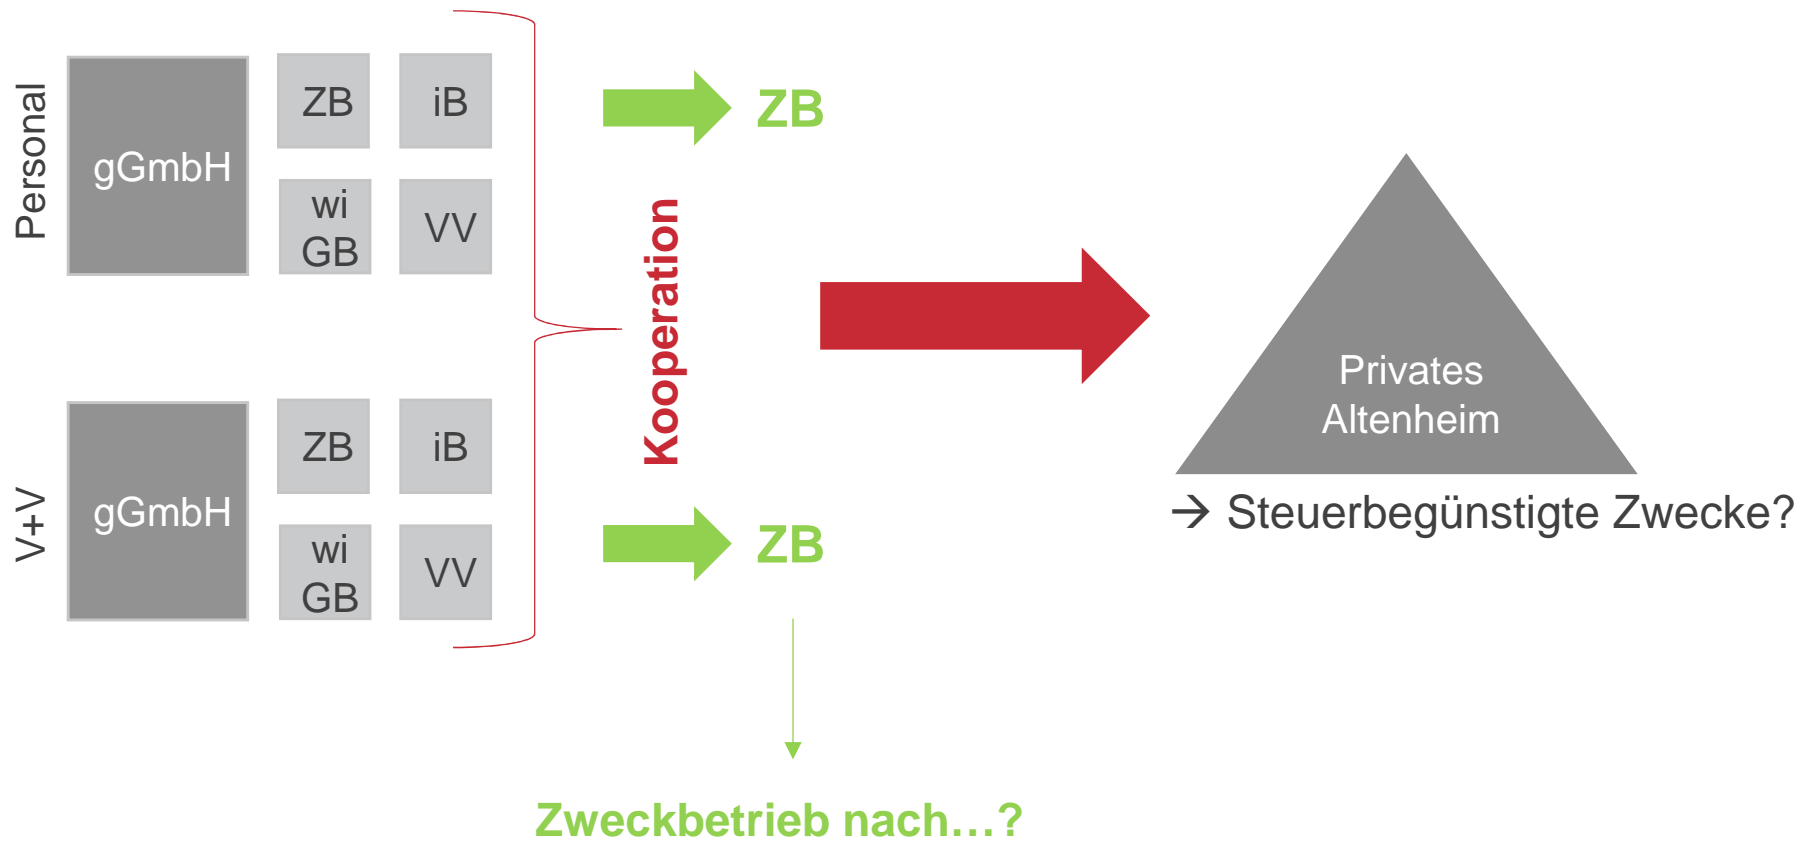 Personal
gGmbH
ZB
iB
wi
GB
VV
ZB
Kooperation
Privates
Altenheim
→ Steuerbegünstigte Zwecke?
V+V
gGmbH
ZB
iB
wi
GB
VV
ZB
Zweckbetrieb nach...?